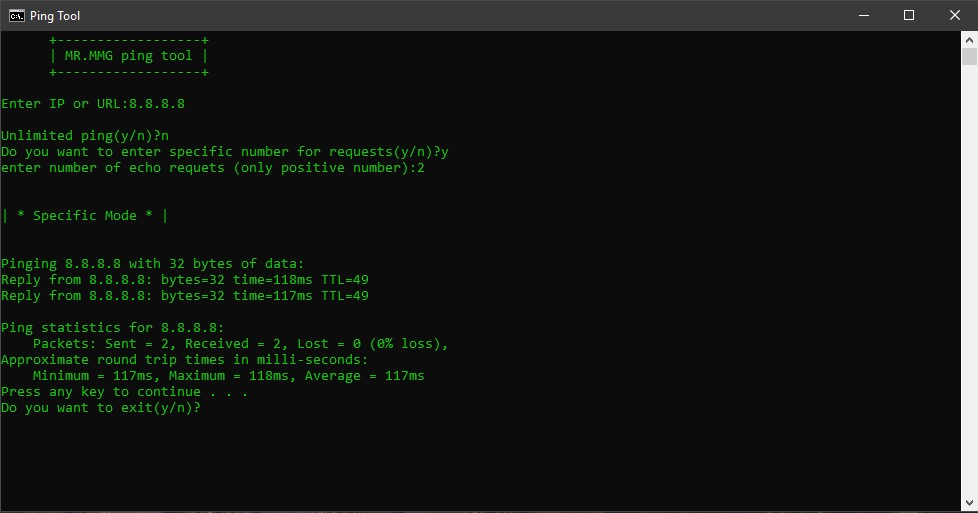 Ping Tool
+------------------+
| MR.MMG ping tool |
+------------------+
Enter IP or URL:8.8.8.8
Unlimited ping(y/n)?n
Do you want to enter specific number for requests(y/n)?y
enter number of echo requets (only positive number):2
| * Specific Mode * |
Pinging 8.8.8.8 with 32 bytes of data:
Reply from 8.8.8.8: bytes=32 time=118ms TTL=49
Reply from 8.8.8.8: bytes=32 time=117ms TTL=49
Ping statistics for 8.8.8.8:
Packets: Sent = 2, Received = 2, Lost = 0 (0% loss),
Approximate round trip times in milli-seconds:
Minimum = 117ms, Maximum = 118ms, Average = 117ms
Press any key to continue . . .
Do you want to exit(y/n)?